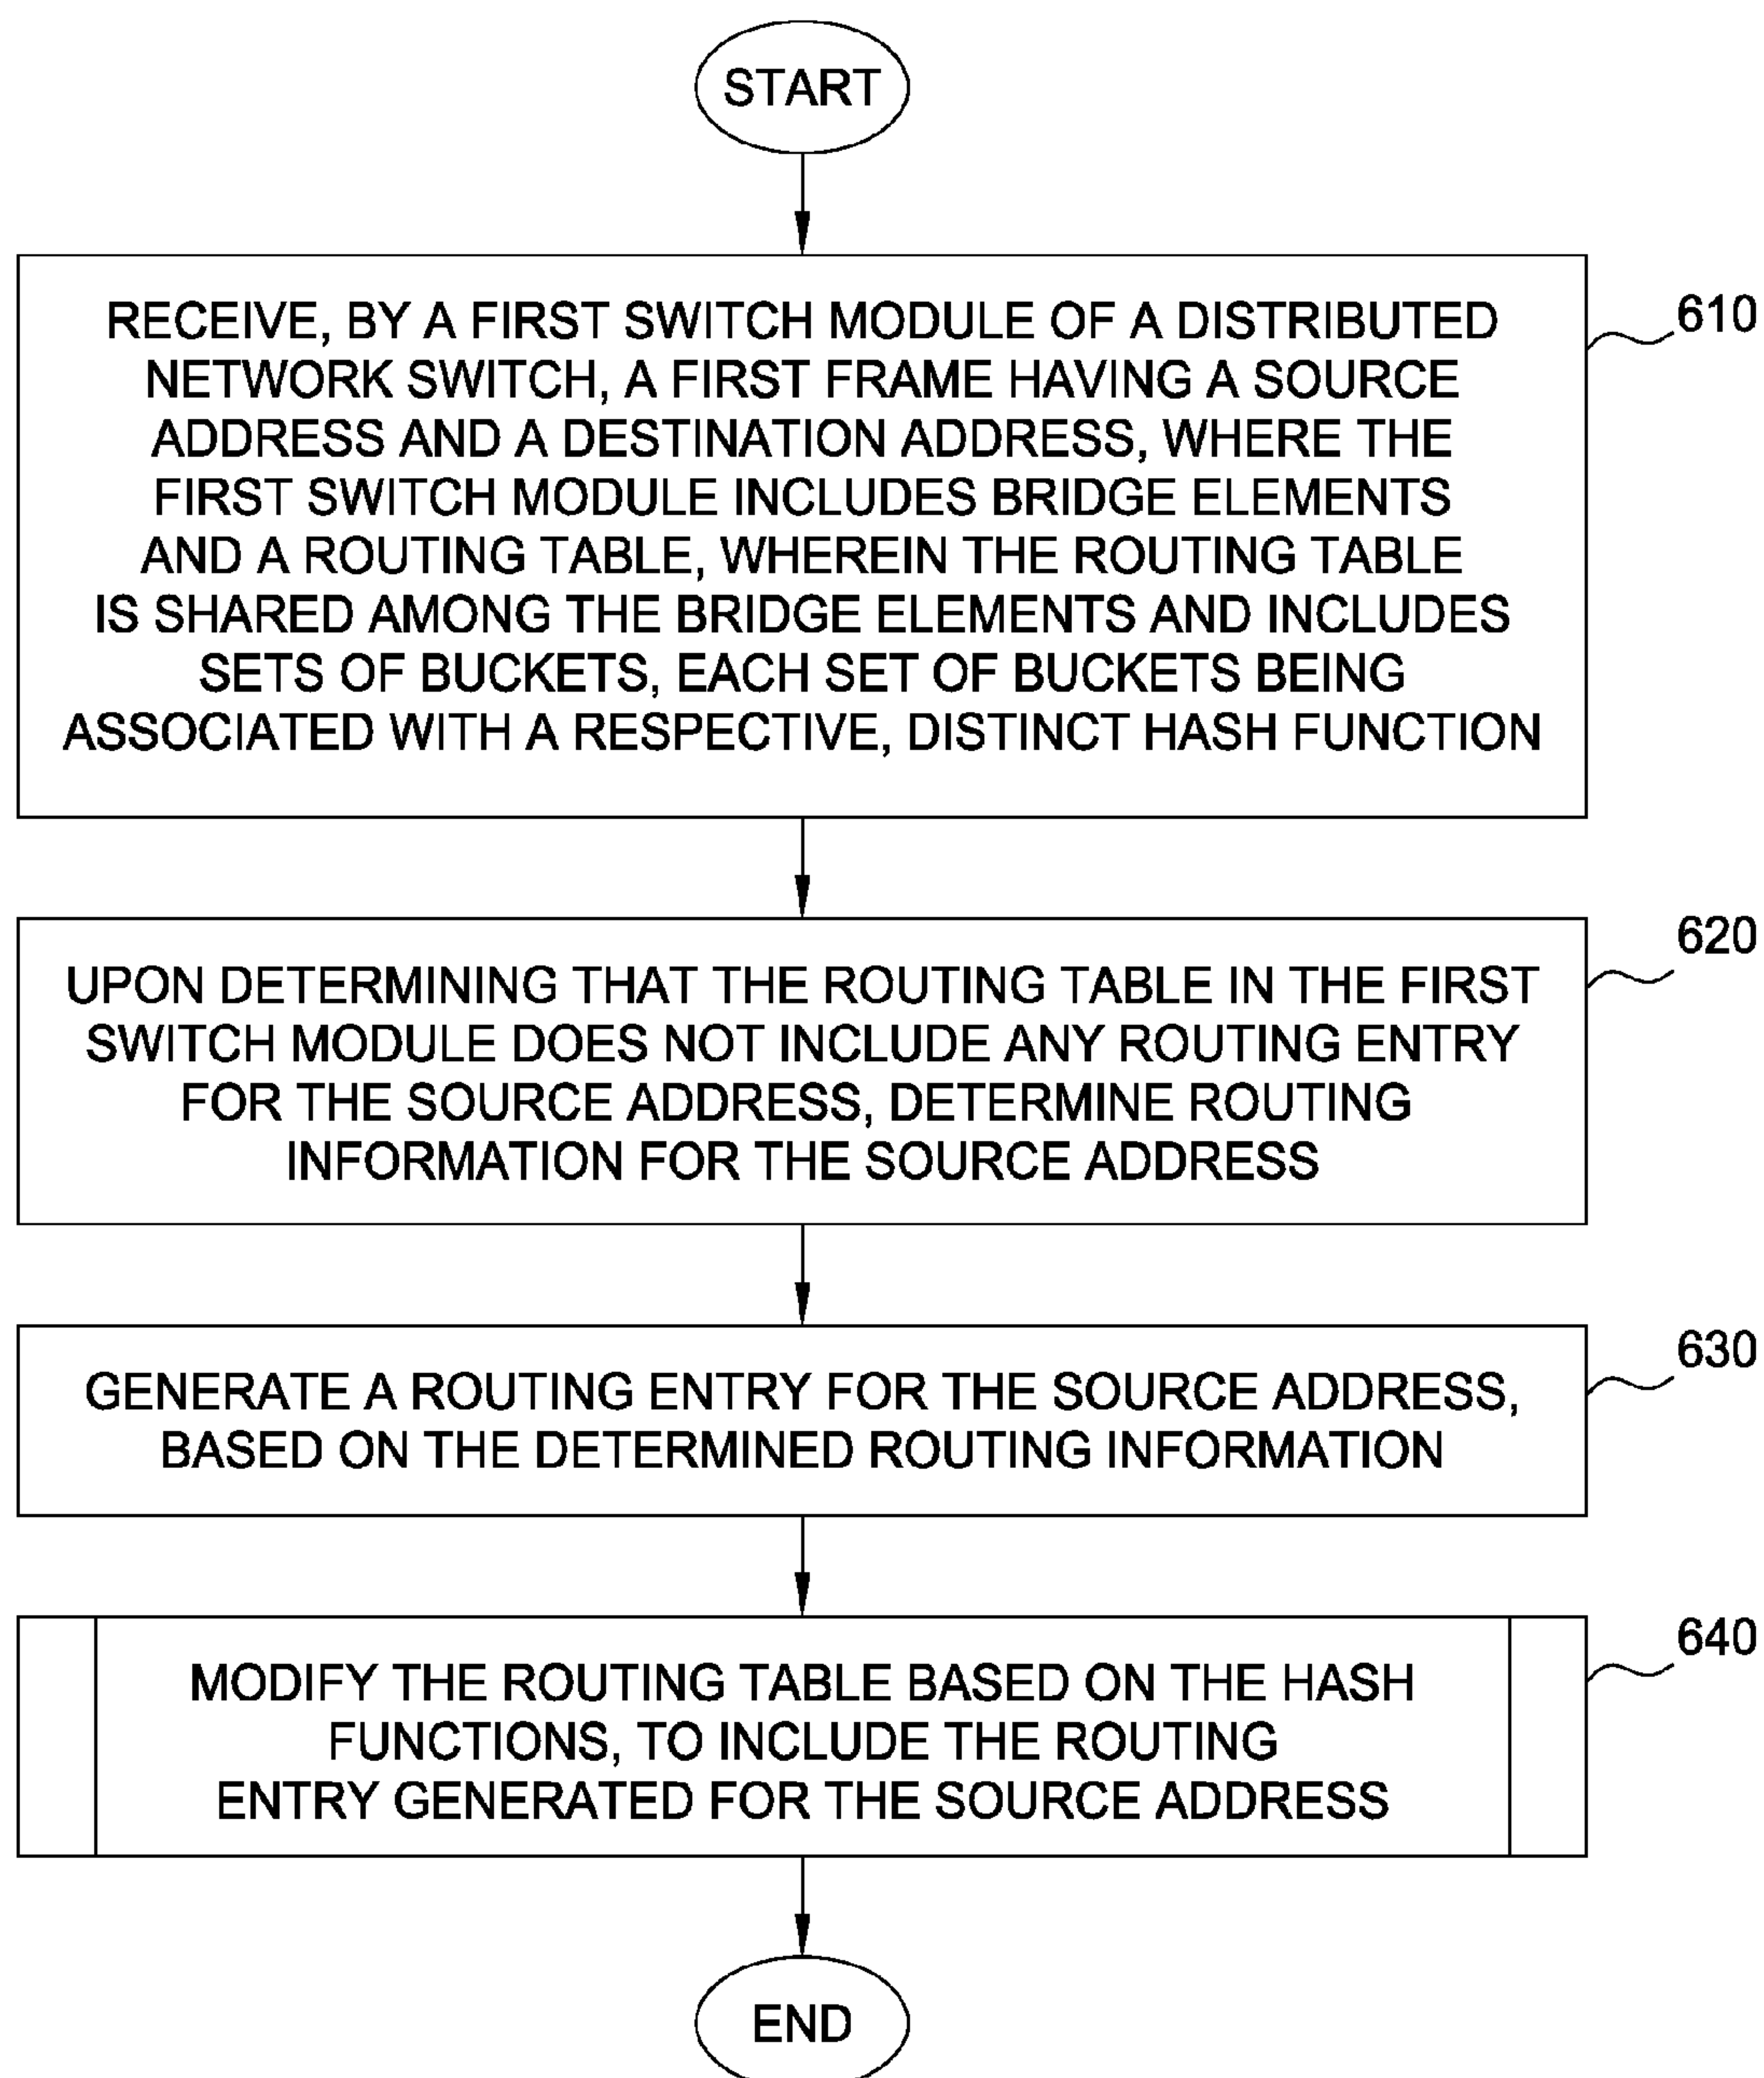 START
RECEIVE, BY A FIRST SWITCH MODULE OF A DISTRIBUTED
NETWORK SWITCH, A FIRST FRAME HAVING A SOURCE
ADDRESS AND A DESTINATION ADDRESS, WHERE THE
FIRST SWITCH MODULE INCLUDES BRIDGE ELEMENTS
AND A ROUTING TABLE, WHEREIN THE ROUTING TABLE
IS SHARED AMONG THE BRIDGE ELEMENTS AND INCLUDES
SETS OF BUCKETS, EACH SET OF BUCKETS BEING
ASSOCIATED WITH A RESPECTIVE, DISTINCT HASH FUNCTION
610
UPON DETERMINING THAT THE ROUTING TABLE IN THE FIRST
SWITCH MODULE DOES NOT INCLUDE ANY ROUTING ENTRY
FOR THE SOURCE ADDRESS, DETERMINE ROUTING
INFORMATION FOR THE SOURCE ADDRESS
620
GENERATE A ROUTING ENTRY FOR THE SOURCE ADDRESS,
BASED ON THE DETERMINED ROUTING INFORMATION
630
MODIFY THE ROUTING TABLE BASED ON THE HASH
FUNCTIONS, TO INCLUDE THE ROUTING
ENTRY GENERATED FOR THE SOURCE ADDRESS
640
END